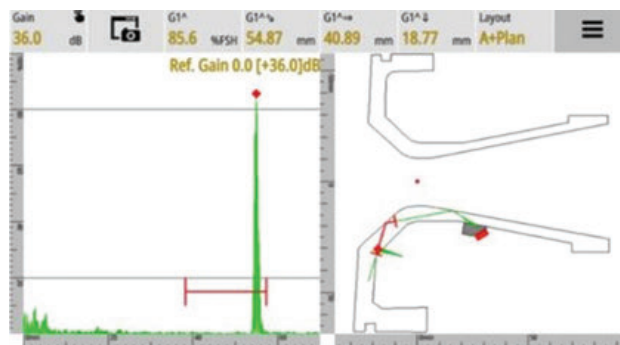 Gain
36.0 dB
G1^
85.6 %FSH
G1^
54.87 mm
G1^
40.89 mm
G1^
18.77 mm
Layout
A+Plan
Ref. Gain 0.0 [+36.0]dB